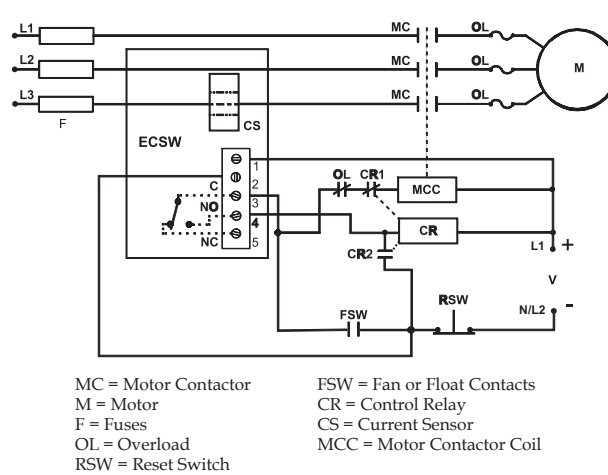 L1 MC OL
L2 MC OL M
L3 MC OL
F CS
ECSW
1
C 2 OL CR1 MCC
NO 3
4 CR
NC 5 CR2 L1 +
V
FSW RSW N/L2 -
MC = Motor Contactor
M = Motor
F = Fuses
OL = Overload
RSW = Reset Switch
FSW = Fan or Float Contacts
CR = Control Relay
CS = Current Sensor
MCC = Motor Contactor Coil